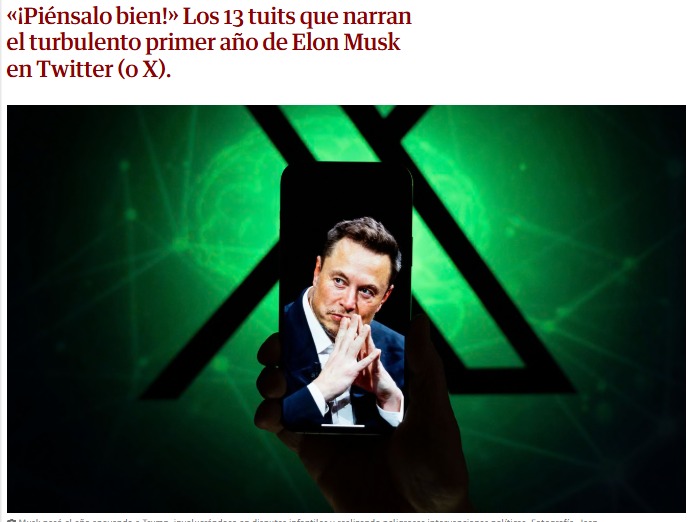 «¡Piénsalo bien!» Los 13 tuits que narran
el turbulento primer año de Elon Musk
en Twitter (o X).